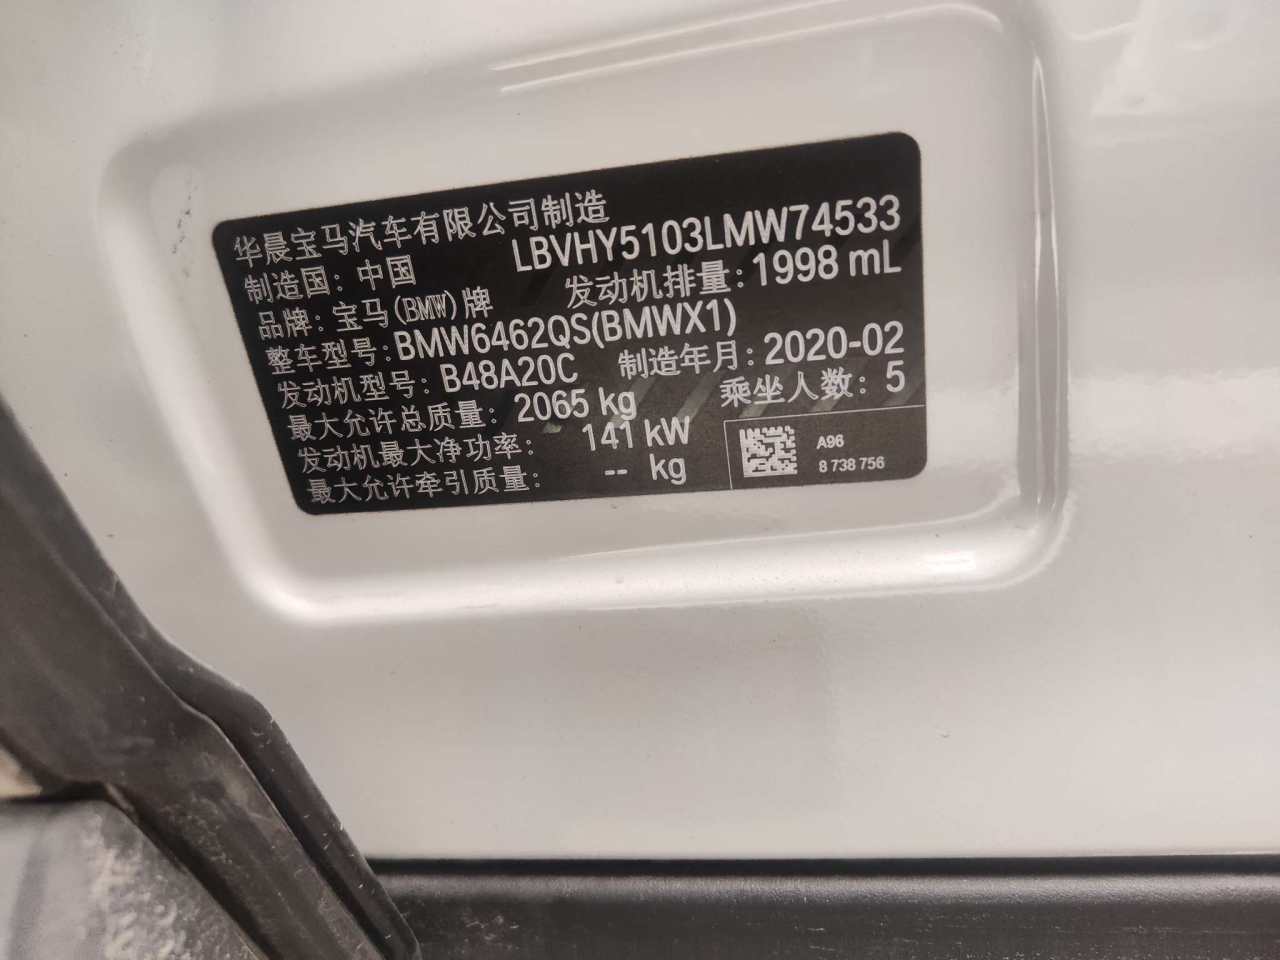 华晨宝马汽车有限公司制造
制造国：中国 LBVHY5103LMW74533
品牌：宝马(BMW)牌 发动机排量：1998 mL
整车型号：BMW6462QS(BMWX1)
发动机型号：B48A20C 制造年月：2020-02
最大允许总质量：2065 kg 乘坐人数：5
发动机最大净功率：141 kW
最大允许牵引质量：-- kg
A96
8 738 756